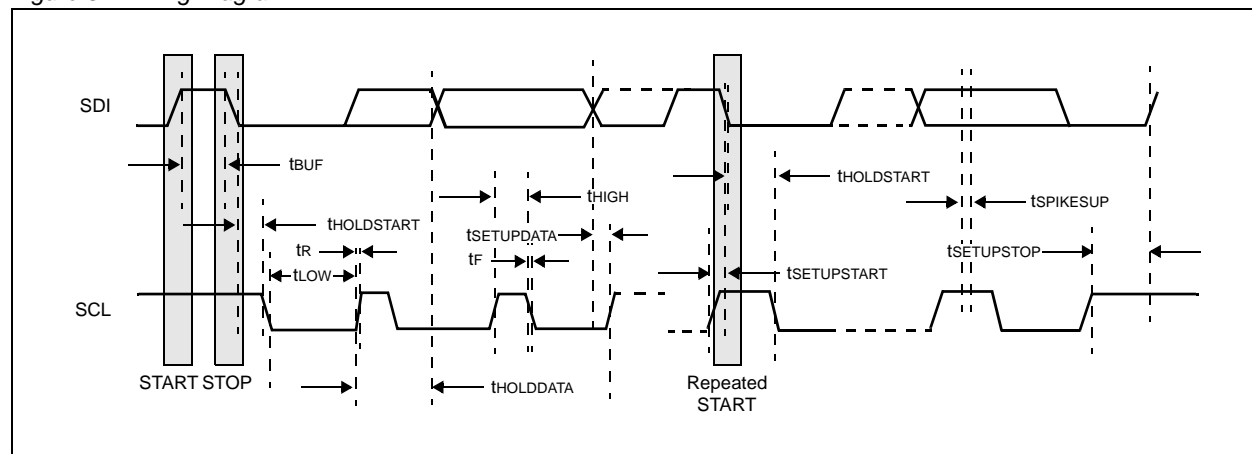 SDI
tBUF
tHOLDSTART
tR
tLOW
tHIGH
tSETUPDATA
tF
tHOLDSTART
tSPIKESUP
tSETUPSTOP
tSETUPSTART
SCL
START STOP
tHOLDDATA
Repeated
START